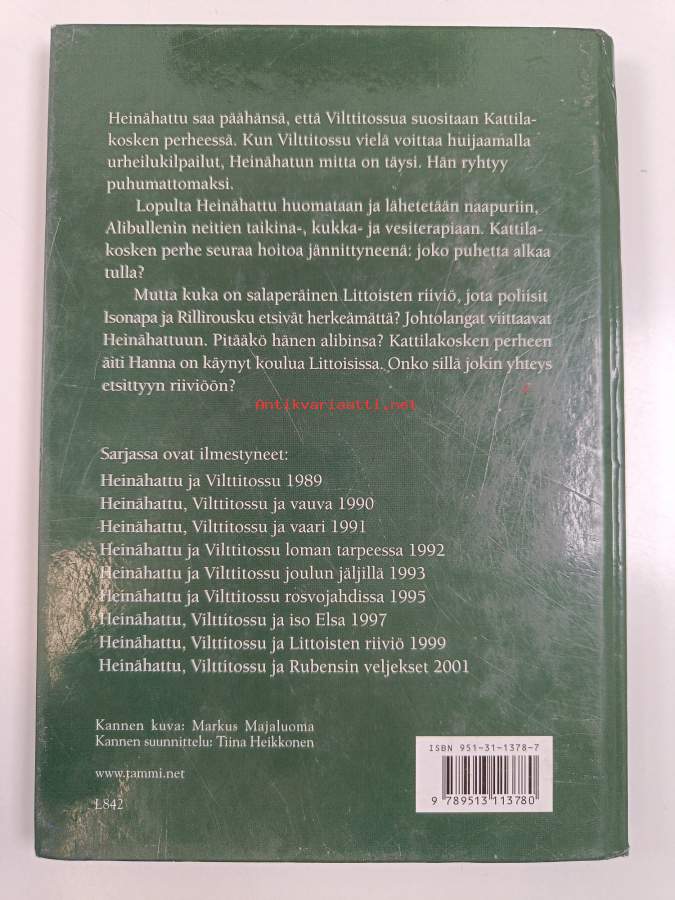 Heinähattu saa päähänsä, että Vilttitossua suositaan Kattila-
kosken perheessä. Kun Vilttitossu vielä voittaa huijaamalla
urheilukilpailut, Heinähatun mitta on täysi. Hän ryhtyy
puhumattomaksi.
Lopulta Heinähattu huomataan ja lähetetään naapuriin,
Alibullenin neitien taikina-, kukka- ja vesiterapiaan. Kattila-
kosken perhe seuraa hoitoa jännittyneenä: joko puhetta alkaa
tulla?
Mutta kuka on salaperäinen Littoisten riiviö, jota poliisit
Isonapa ja Rillirousku etsivät herkeämättä? Johtolangat viittaavat
Heinähattuun. Pitääkö hänen alibinsa? Kattilakosken perheen
äiti Hanna on käynyt koulua Littoisissa. Onko sillä jokin yhteys
etsittyyn riiviöön?
Antikvariaatti.net
Sarjassa ovat ilmestyneet:
Heinähattu ja Vilttitossu 1989
Heinähattu, Vilttitossu ja vauva 1990
Heinähattu, Vilttitossu ja vaari 1991
Heinähattu ja Vilttitossu loman tarpeessa 1992
Heinähattu ja Vilttitossu joulun jäljillä 1993
Heinähattu ja Vilttitossu rosvojahdissa 1995
Heinähattu, Vilttitossu ja iso Elsa 1997
Heinähattu, Vilttitossu ja Littoisten riiviö 1999
Heinähattu, Vilttitossu ja Rubensin veljekset 2001
Kannen kuva: Markus Majaluoma
Kannen suunnittelu: Tiina Heikkonen
www.tammi.net
L842
ISBN 951-31-1378-7
9 789513 113780